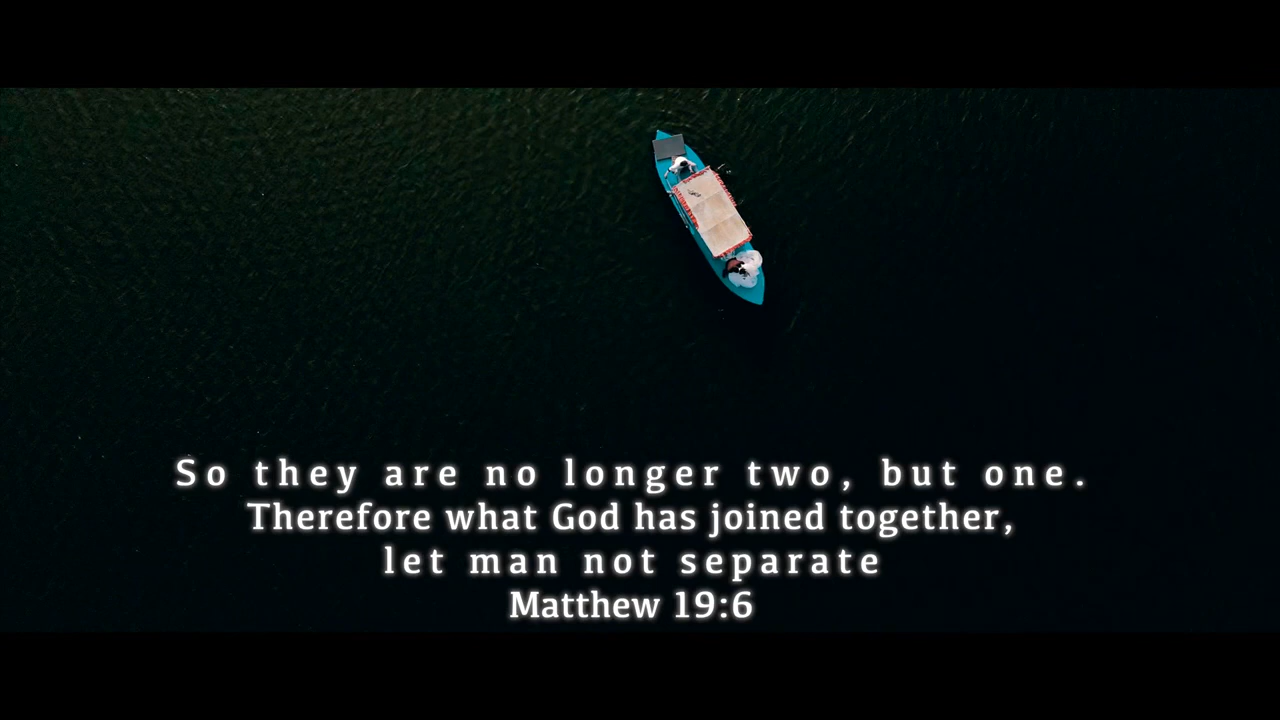 So they are no longer two, but one.
Therefore what God has joined together,
let man not separate
Matthew 19:6